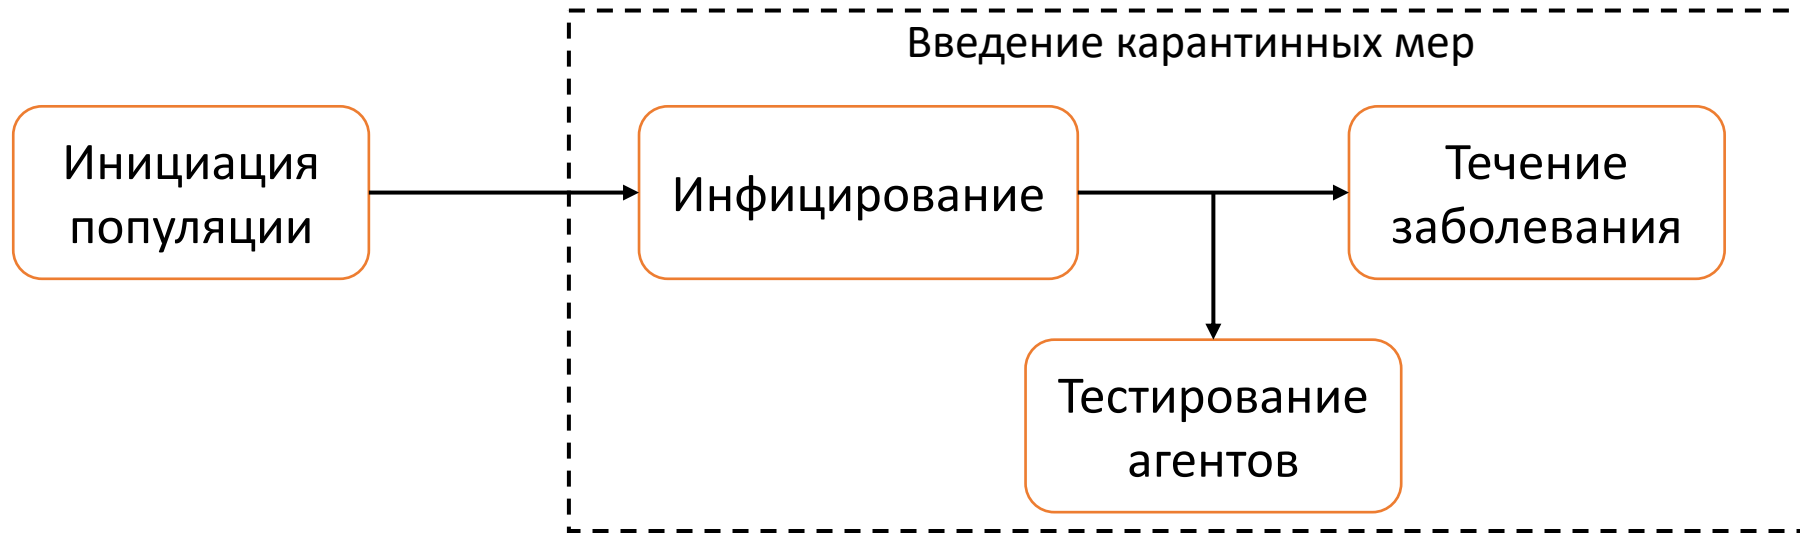 Введение карантинных мер
Инициация
популяции
Инфицирование
Течение
заболевания
Тестирование
агентов